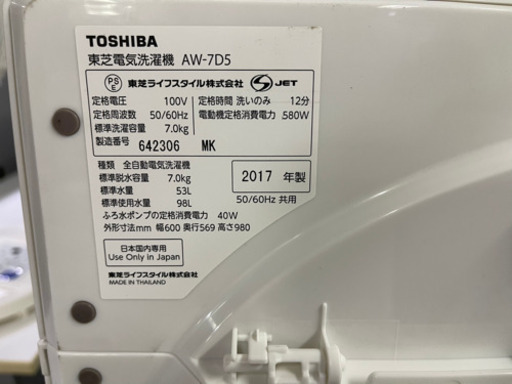 TOSHIBA
東芝電気洗濯機 AW-7D5
PS
E
東芝ライフスタイル株式会社
S JET
定格電圧 100V
定格周波数 50/60Hz
標準洗濯容量 7.0kg
製造番号 642306 MK
定格時間 洗いのみ 12分
電動機定格消費電力 580W
種類 全自動電気洗濯機
標準脱水容量 7.0kg
標準水量 53L
標準使用水量 98L
ふろ水ポンプの定格消費電力 40W
外形寸法mm 幅600 奥行569 高さ980
2017 年製
50/60Hz 共用
日本国内専用
Use Only in Japan
東芝ライフスタイル株式会社
MADE IN THAILAND